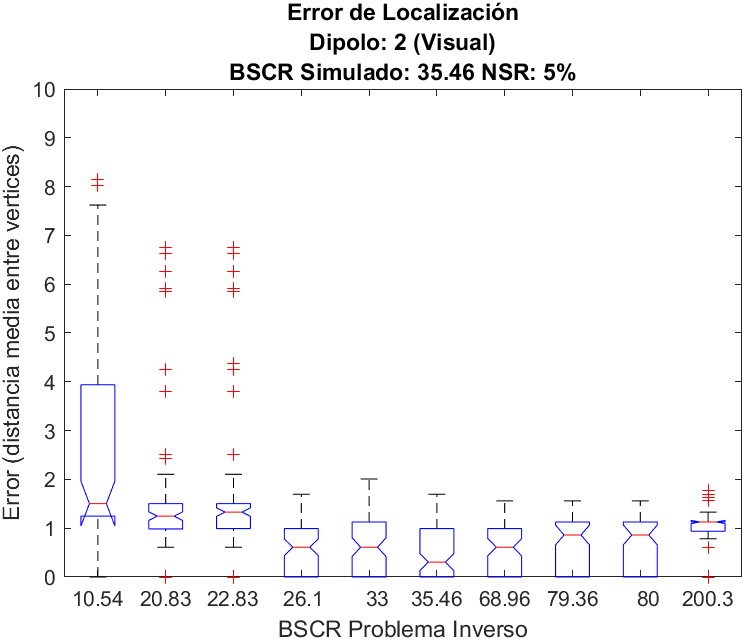 Error de Localización
Dipolo: 2 (Visual)
BSCR Simulado: 35.46 NSR: 5%
Error (distancia media entre vertices)
10
9
8
7
6
5
4
3
2
1
0
10.54 20.83 22.83 26.1 33 35.46 68.96 79.36 80 200.3
BSCR Problema Inverso